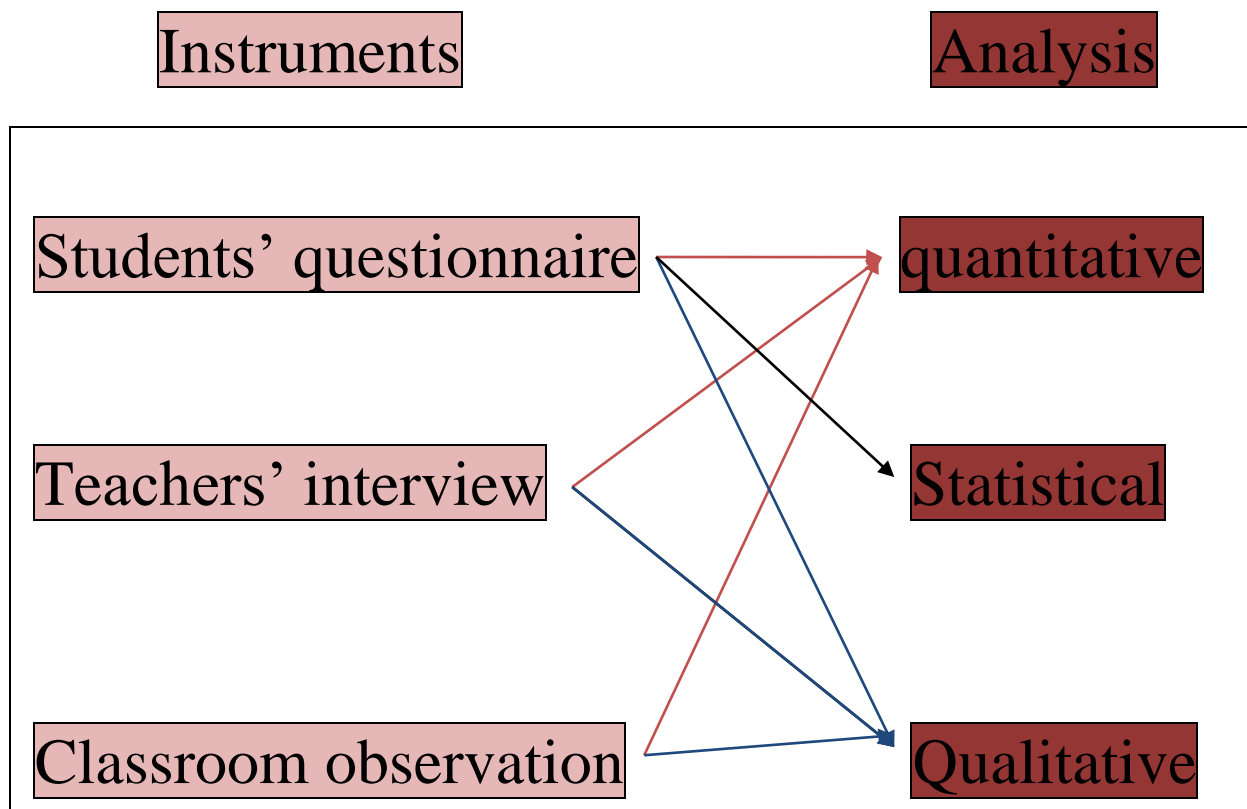 Instruments
Analysis
Students’ questionnaire
quantitative
Teachers’ interview
Statistical
Classroom observation
Qualitative